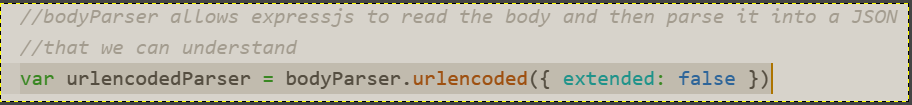 //bodyParser allows expressjs to read the body and then parse it into a JSON
//that we can understand
var urlencodedParser = bodyParser.urlencoded({ extended: false })